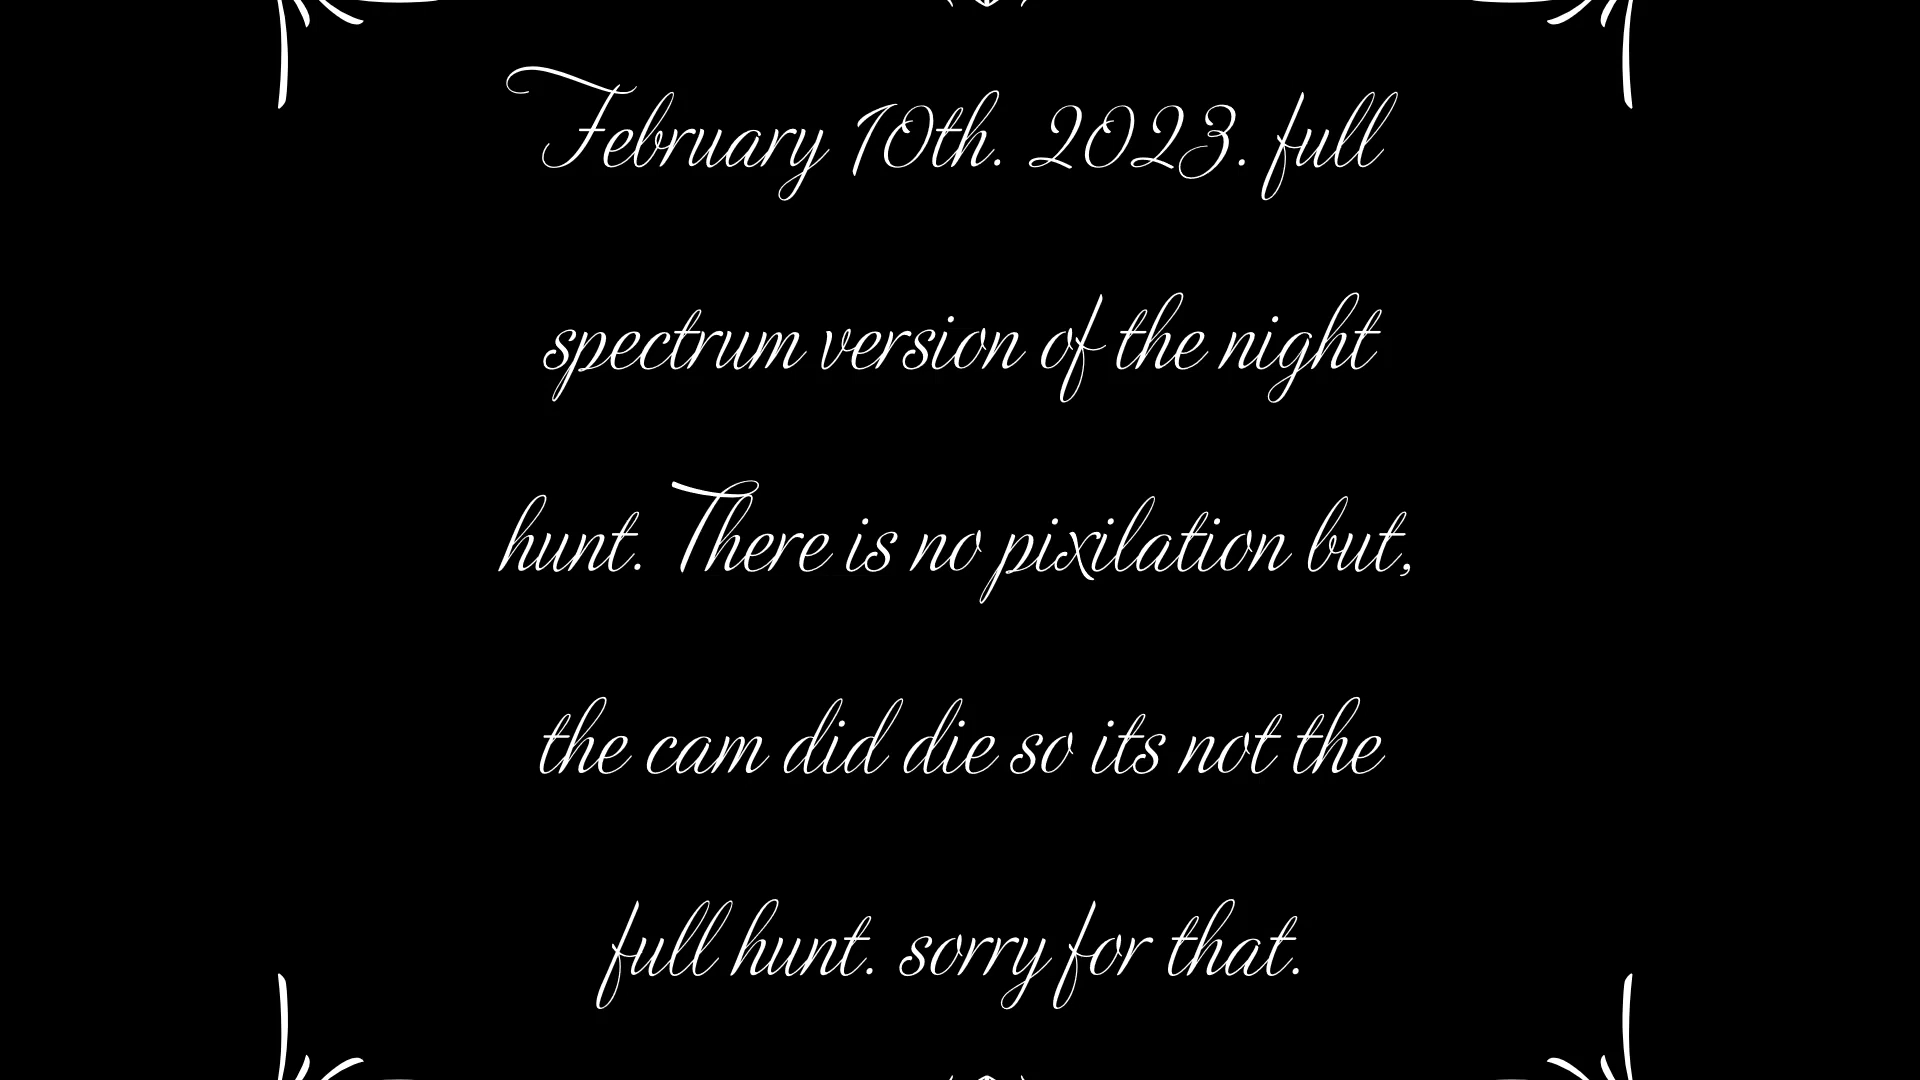 February 10th. 2023. full
spectrum version of the night
hunt. There is no pixilation but,
the cam did die so its not the
full hunt. sorry for that.